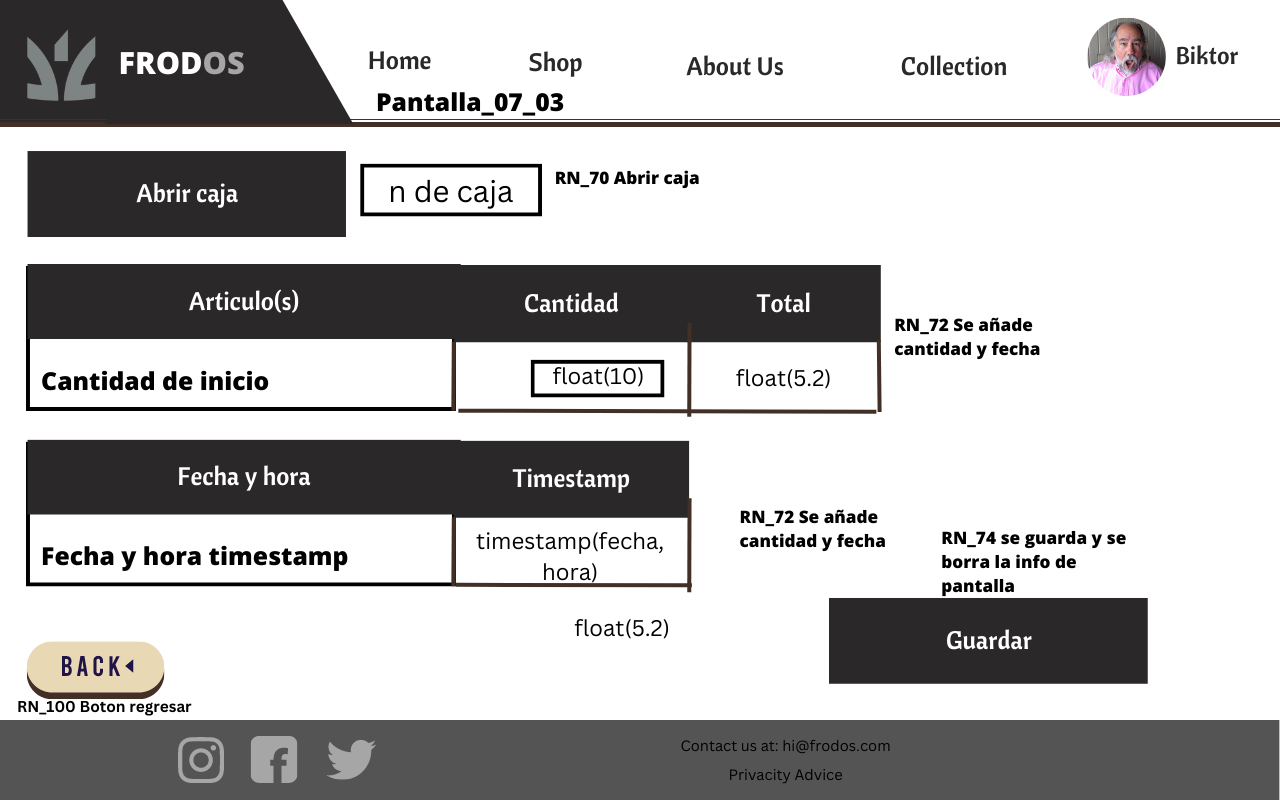 FRODOS
Home
Shop
About Us
Collection
Biktor
Pantalla_07_03
Abrir caja
n de caja
RN_70 Abrir caja
Articulo(s)
Cantidad
Total
RN_72 Se añade
cantidad y fecha
Cantidad de inicio
float(10)
float(5.2)
Fecha y hora
Timestamp
Fecha y hora timestamp
timestamp(fecha,
hora)
RN_72 Se añade
cantidad y fecha
RN_74 se guarda y se
borra la info de
pantalla
float(5.2)
Guardar
BACK
RN_100 Boton regresar
Contact us at: hi@frodos.com
Privacity Advice